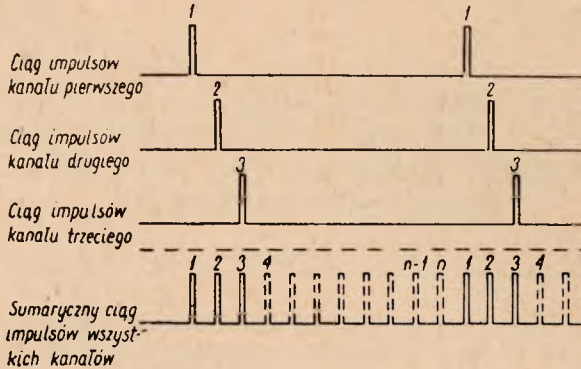 1 1
Ciąg impulsów
kanału pierwszego
2 2
Ciąg impulsów
kanału drugiego
3 3
Ciąg impulsów
kanału trzeciego
1 2 3 4 n-1 n 1 2 3 4
Sumaryczny ciąg
impulsów wszyst-
kich kanałów